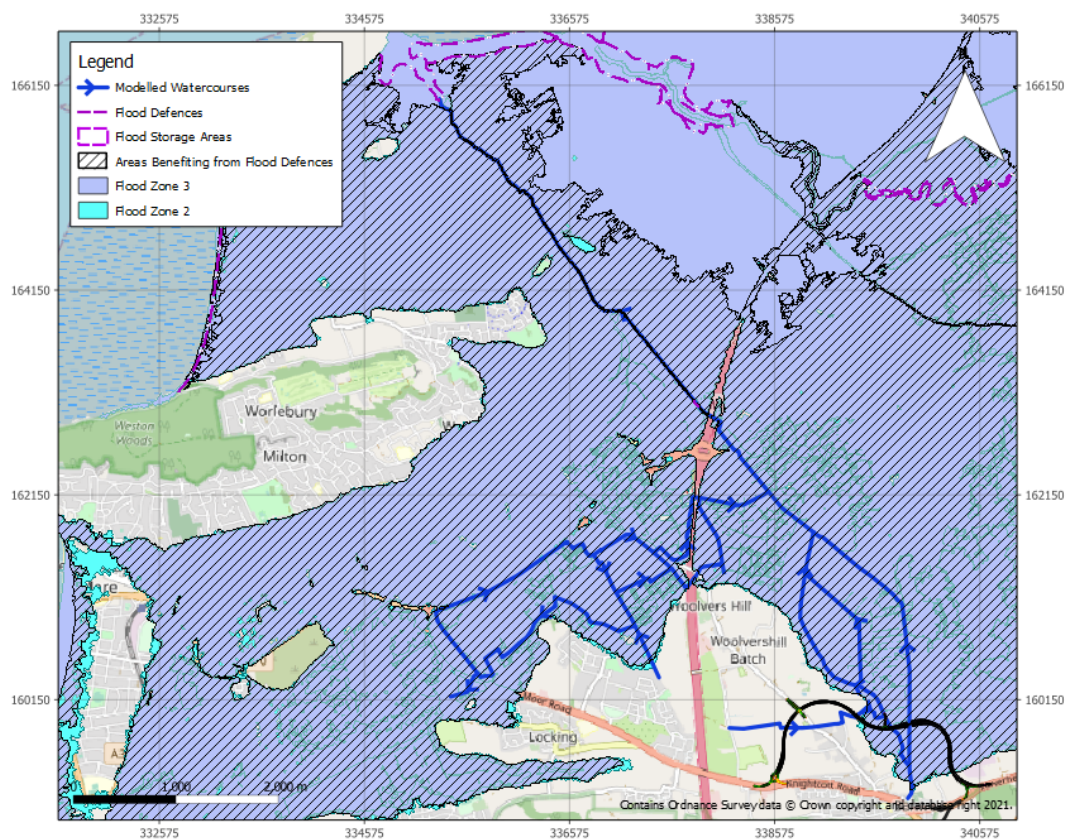 332575 334575 336575 338575 340575
Legend
Modelled Watercourses
Flood Defences
Flood Storage Areas
Areas Benefiting from Flood Defences
Flood Zone 3
Flood Zone 2
166150 166150
164150 164150
Worlebury
Weston
Woods
Milton
162150 162150
Woolvershill
Batch
160150 160150
Moor Road
Locking
A3
Knightcott Road
1,000 2,000 m
Contains Ordnance Survey data © Crown copyright and database right 2021.
332575 334575 336575 338575 340575